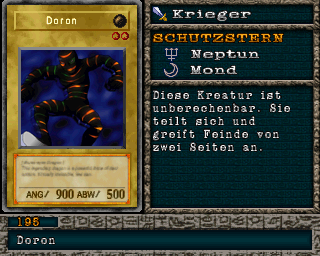 Doron
ANG/ 900 ABW/ 500
Krieger
SCHUTZSTERN
Neptun
Mond
Diese Kreatur ist
unberechenbar. Sie
teilt sich und
greift Feinde von
zwei Seiten an.
195
Doron